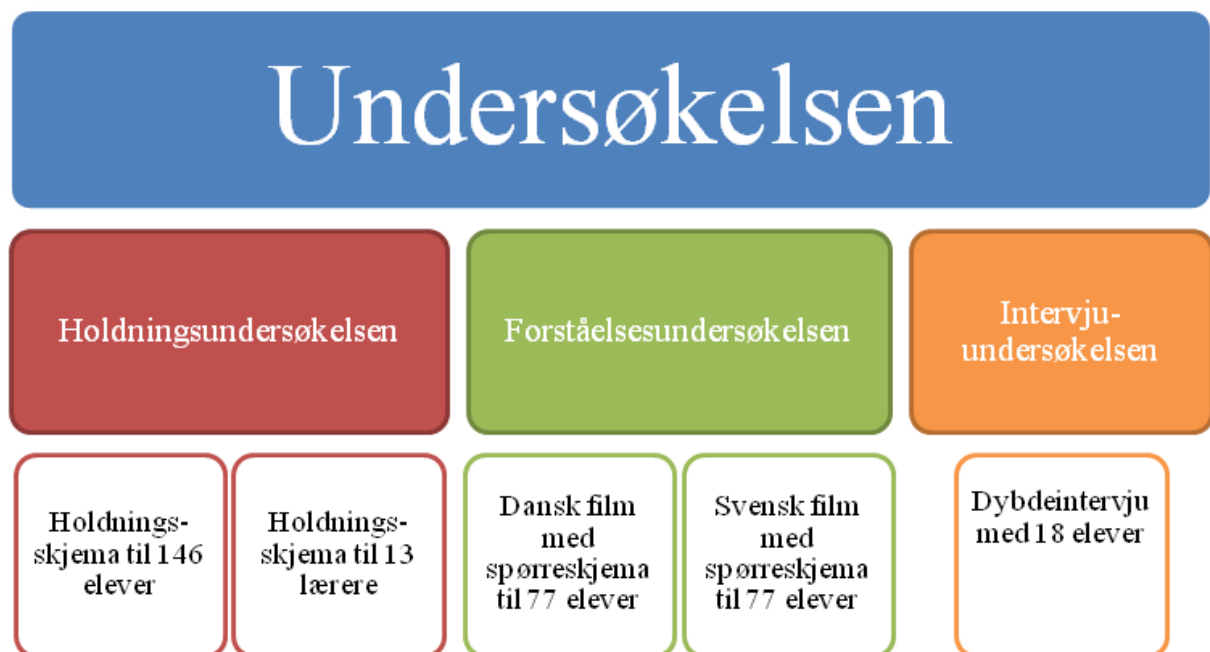 Undersøkelsen
Holdningsundersøkelsen
Forståelsesundersøkelsen
Intervju-
undersøkelsen
Holdnings-
skjema til 146
elever
Holdnings-
skjema til 13
lærere
Dansk film
med
spørreskjema
til 77 elever
Svensk film
med
spørreskjema
til 77 elever
Dybdeintervju
med 18 elever